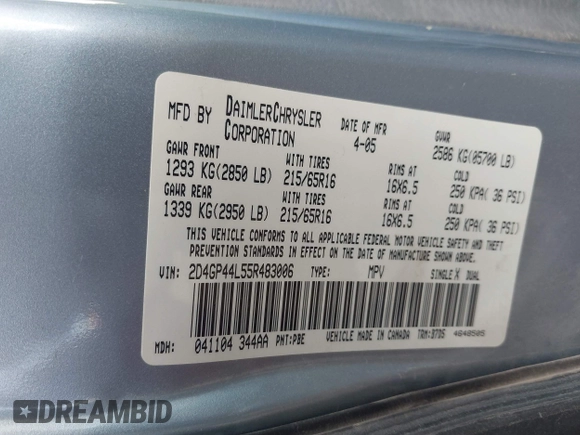 MFD BY DAIMLERCHRYSLER CORPORATION DATE OF MFR 4-05 GVWR 2586 KG(05700 LB)
GAWR FRONT WITH TIRES RIMS AT COLD
1293 KG(2850 LB) 215/65R16 16X6.5 250 KPA( 36 PSI)
GAWR REAR WITH TIRES RIMS AT COLD
1339 KG(2950 LB) 215/65R16 16X6.5 250 KPA( 36 PSI)
THIS VEHICLE CONFORMS TO ALL APPLICABLE FEDERAL MOTOR VEHICLE SAFETY AND THEFT
PREVENTION STANDARDS IN EFFECT ON THE DATE OF MANUFACTURE SHOWN ABOVE.
VIN: 2D4GP44L55R483006 TYPE: MPV SINGLE X DUAL
MDH: 041104 344AA PNT:PBE VEHICLE MADE IN CANADA TRM:B7D5 4G40505
DREAMBID